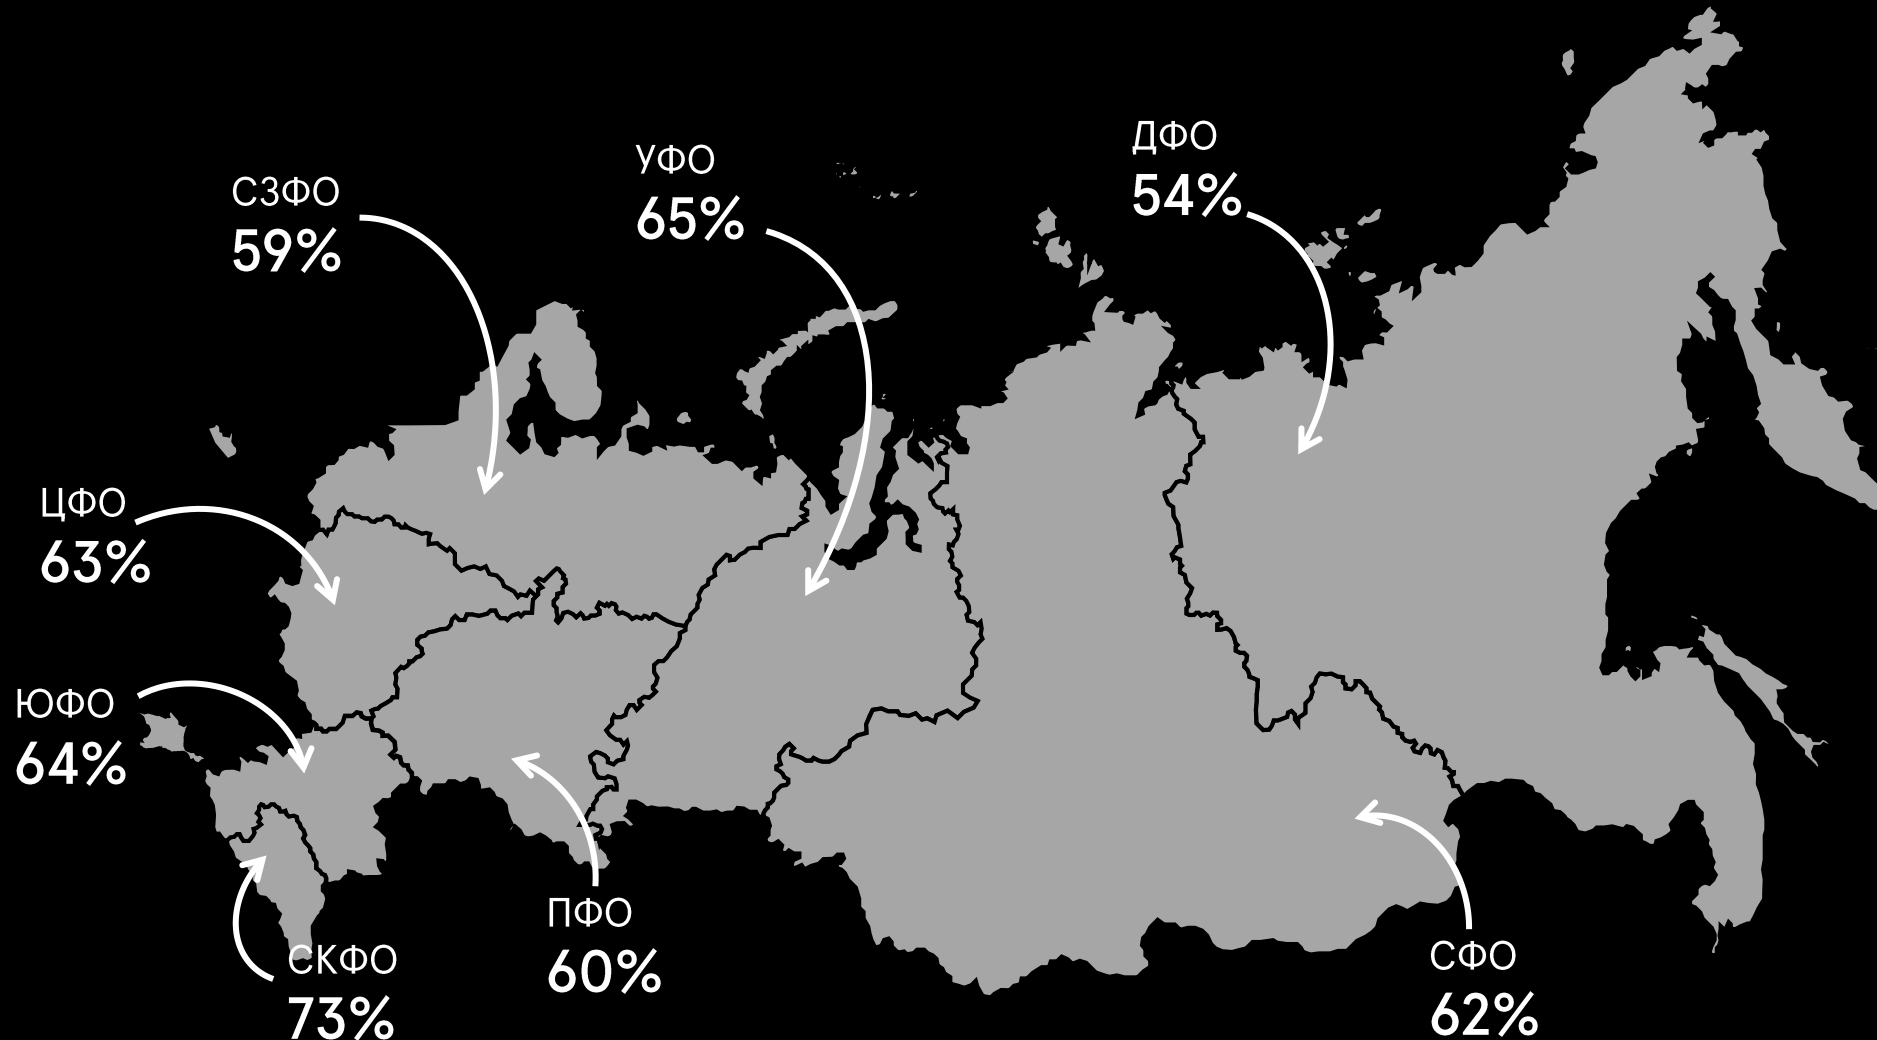 ДФО
54%
УФО
65%
СЗФО
59%
ЦФО
63%
ЮФО
64%
ПФО
60%
СКФО
73%
СФО
62%